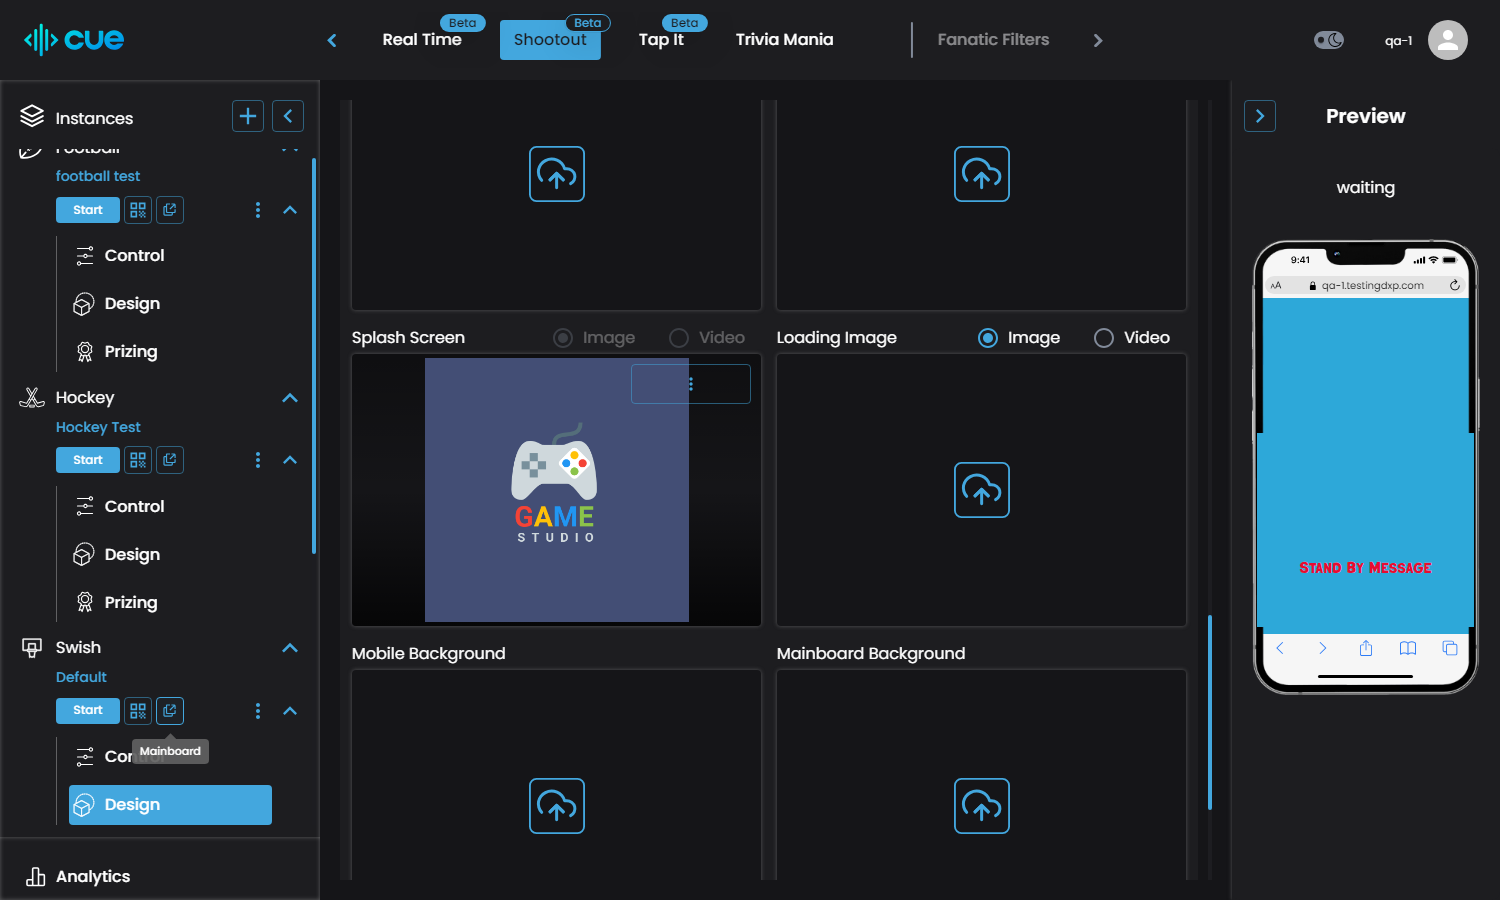 cue
Real Time
Beta
Shootout
Beta
Tap It
Beta
Trivia Mania
Fanatic Filters
qa-1
Instances
Football
football test
Start
Control
Design
Prizing
Hockey
Hockey Test
Start
Control
Design
Prizing
Swish
Default
Start
Mainboard
Design
Analytics
Splash Screen
Image
Video
Loading Image
Image
Video
GAME
STUDIO
Mobile Background
Mainboard Background
Preview
waiting
9:41
AA
qa-1.testingdxp.com
Stand By Message